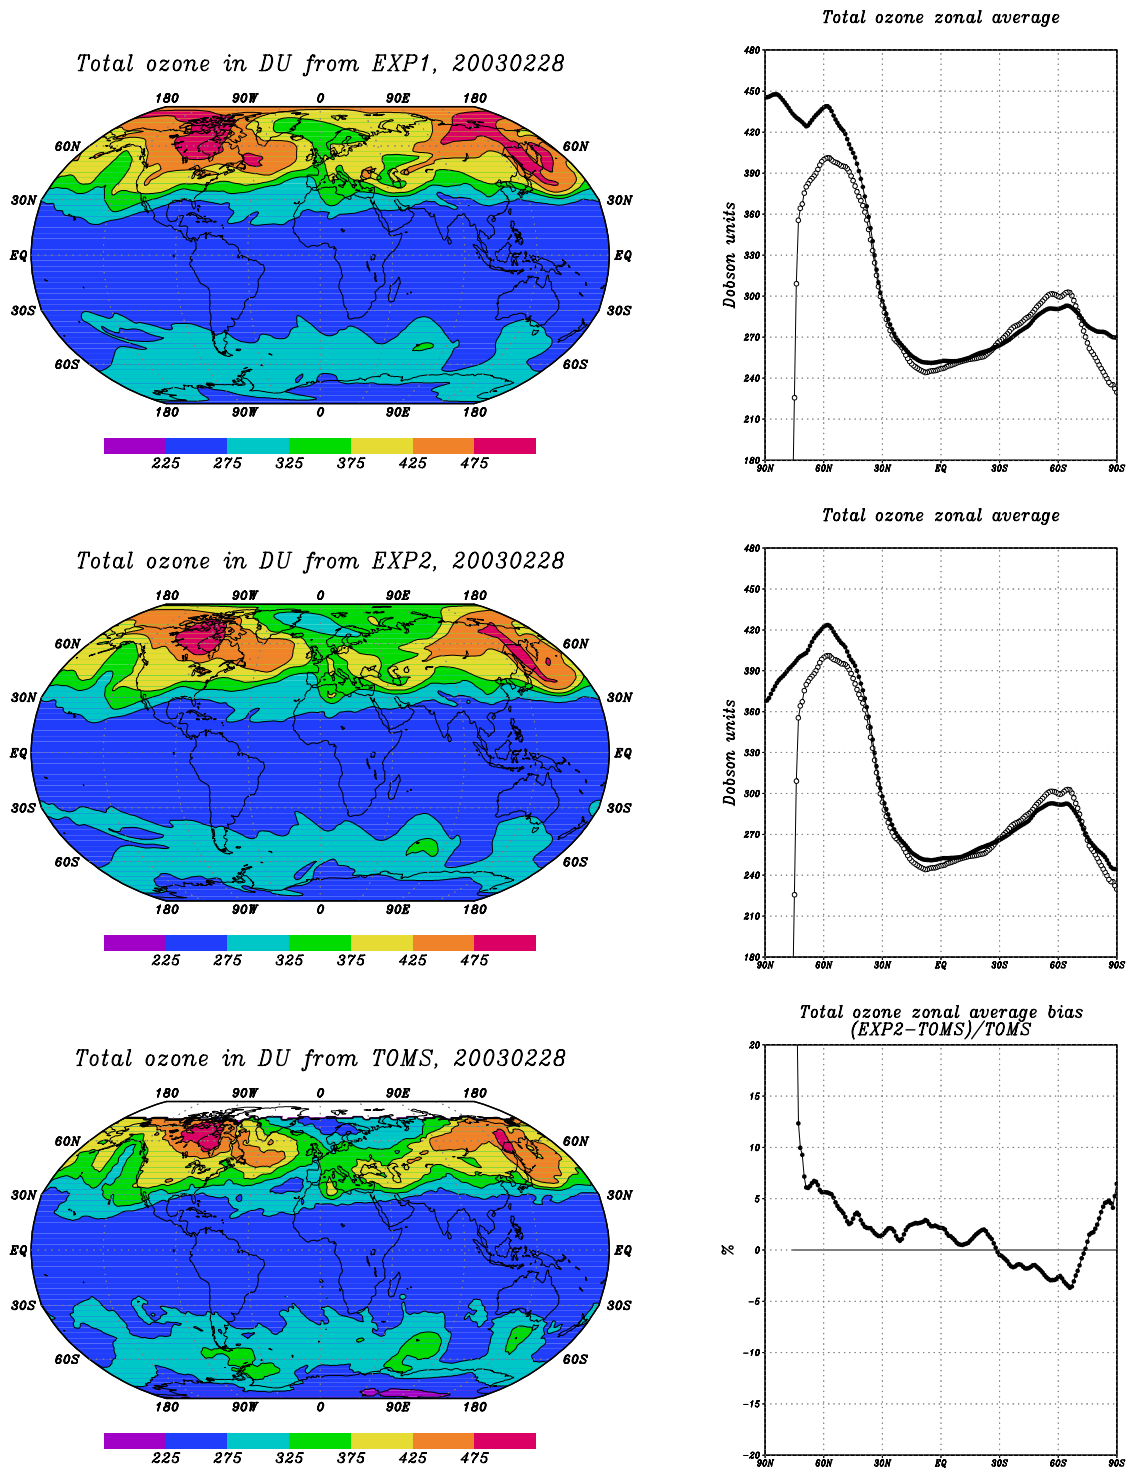 Total ozone in DU from EXP1, 20030228
180 90W 0 90E 180
60N 60N
30N 30N
EQ EQ
30S 30S
60S 60S
180 90W 0 90E 180
225 275 325 375 425 475
Total ozone zonal average
480
450
420
390
360
330
300
270
240
210
180
Dobson units
90N 60N 30N EQ 30S 60S 90S
Total ozone in DU from EXP2, 20030228
180 90W 0 90E 180
60N 60N
30N 30N
EQ EQ
30S 30S
60S 60S
180 90W 0 90E 180
225 275 325 375 425 475
Total ozone zonal average
480
450
420
390
360
330
300
270
240
210
180
Dobson units
90N 60N 30N EQ 30S 60S 90S
Total ozone in DU from TOMS, 20030228
180 90W 0 90E 180
60N 60N
30N 30N
EQ EQ
30S 30S
60S 60S
180 90W 0 90E 180
225 275 325 375 425 475
Total ozone zonal average bias
(EXP2-TOMS)/TOMS
20
15
10
5
0
-5
-10
-15
-20
%
90N 60N 30N EQ 30S 60S 90S